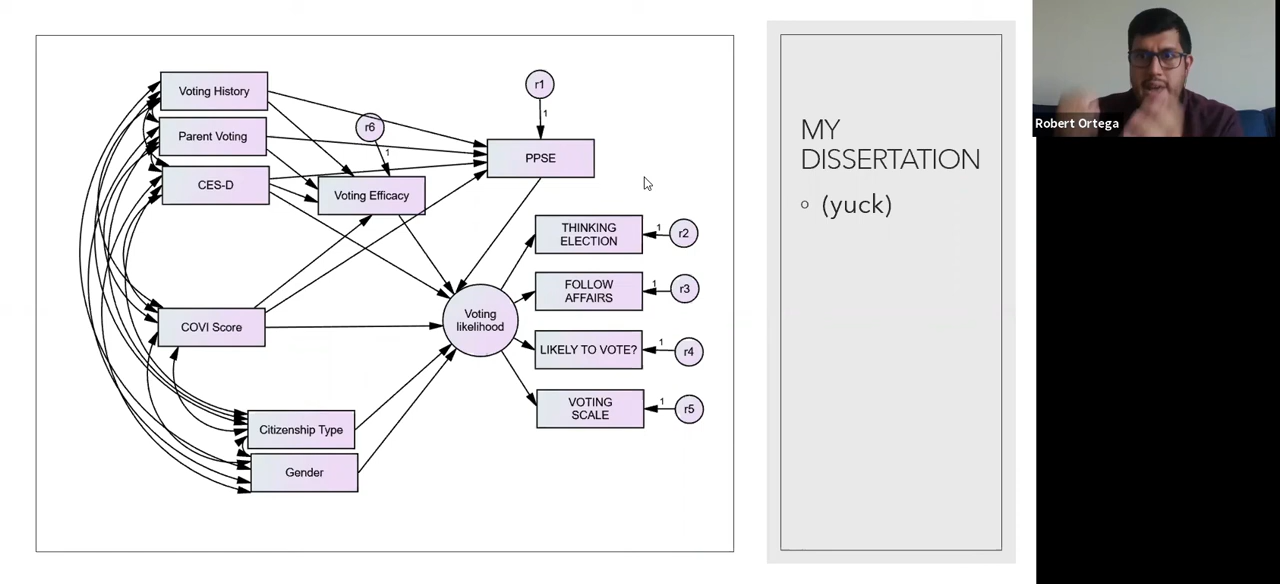 Voting History
Parent Voting
CES-D
COVI Score
Citizenship Type
Gender
r6
1
Voting Efficacy
r1
1
PPSE
Voting
likelihood
THINKING
ELECTION
1
r2
FOLLOW
AFFAIRS
1
r3
LIKELY TO VOTE?
1
r4
VOTING
SCALE
1
r5
MY
DISSERTATION
(yuck)
Robert Ortega